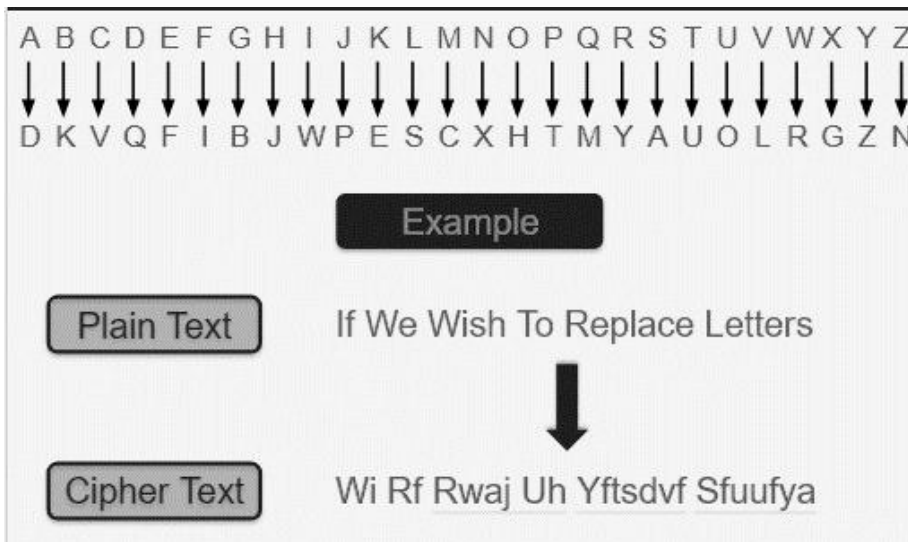 A B C D E F G H I J K L M N O P Q R S T U V W X Y Z
D K V Q F I B J W P E S C X H T M Y A U O L R G Z N
Example
Plain Text If We Wish To Replace Letters
Cipher Text Wi Rf Rwaj Uh Yftsdvf Sfuufya